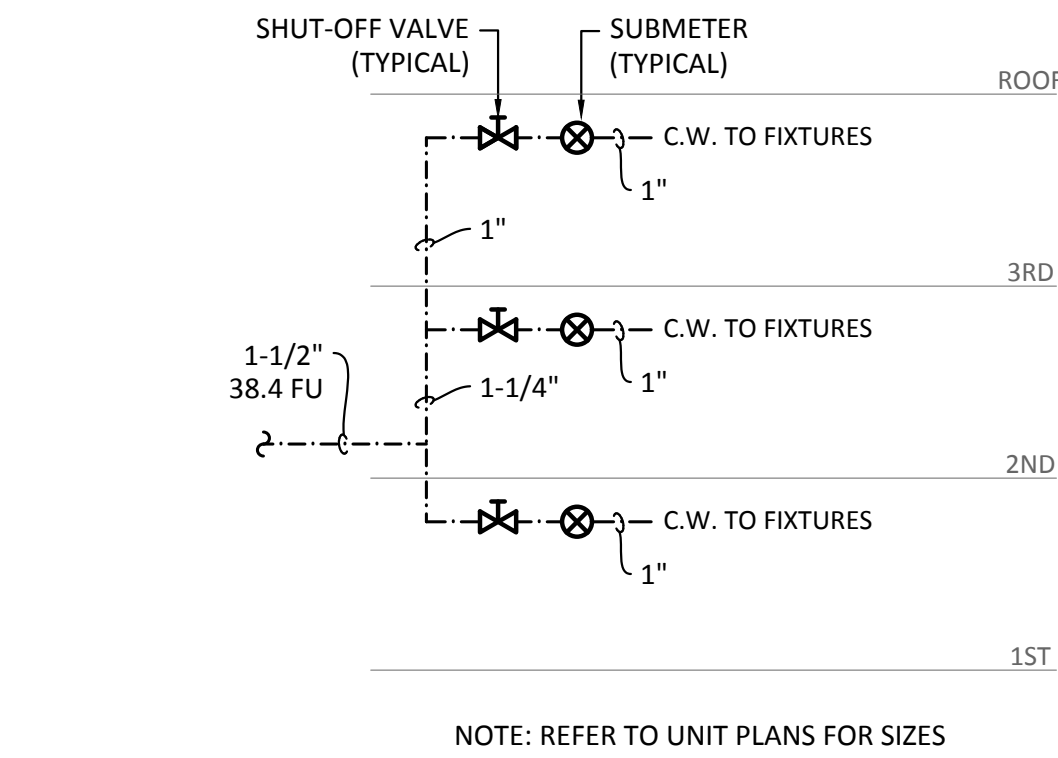 SHUT-OFF VALVE
(TYPICAL)
SUBMETER
(TYPICAL)
ROOF
C.W. TO FIXTURES
1"
1"
3RD
C.W. TO FIXTURES
1"
1-1/2"
38.4 FU
1-1/4"
2ND
C.W. TO FIXTURES
1"
1ST
NOTE: REFER TO UNIT PLANS FOR SIZES